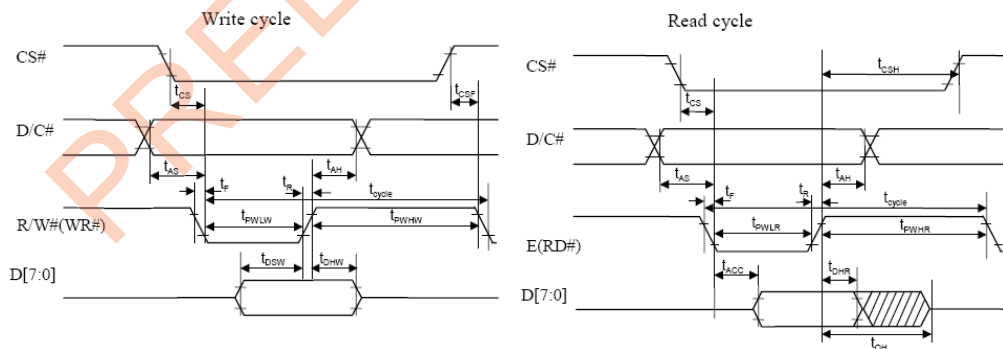 Write cycle
CS#
tCS
tCSF
D/C#
tAS
tAH
tF
tR
tcycle
R/W#(WR#)
tPWLW
tPWHW
tDSW
tDHW
D[7:0]
Read cycle
CS#
tCSH
tCS
D/C#
tAS
tAH
tF
tR
tcycle
tPWLR
tPWHR
E(RD#)
tACC
tDHR
D[7:0]
tOH
PREL